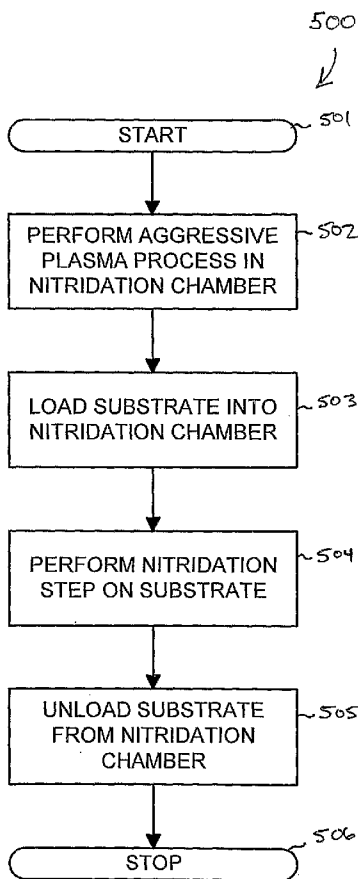 500
START 501
PERFORM AGGRESSIVE 502
PLASMA PROCESS IN
NITRIDATION CHAMBER
LOAD SUBSTRATE INTO 503
NITRIDATION CHAMBER
PERFORM NITRIDATION 504
STEP ON SUBSTRATE
UNLOAD SUBSTRATE 505
FROM NITRIDATION
CHAMBER
STOP 506